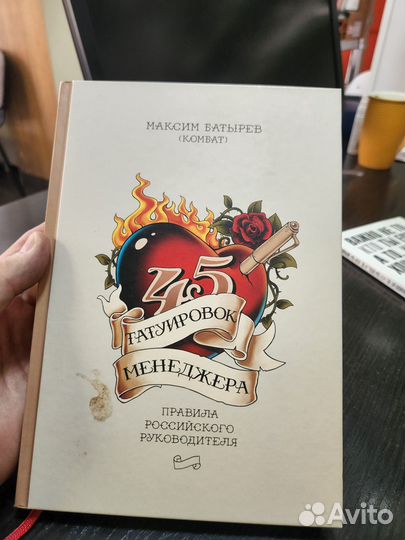 МАКСИМ БАТЫРЕВ
(КОМБАТ)
45
ТАТУИРОВОК
МЕНЕДЖЕРА
ПРАВИЛА
РОССИЙСКОГО
РУКОВОДИТЕЛЯ
Avito